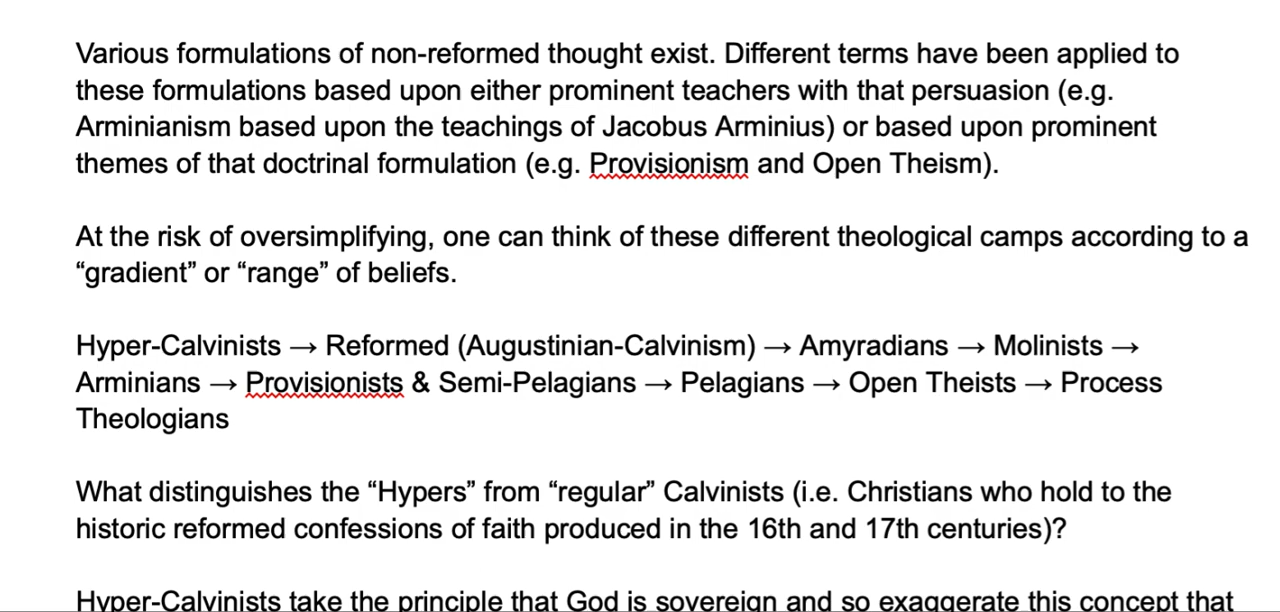 Various formulations of non-reformed thought exist. Different terms have been applied to
these formulations based upon either prominent teachers with that persuasion (e.g.
Arminianism based upon the teachings of Jacobus Arminius) or based upon prominent
themes of that doctrinal formulation (e.g. Provisionism and Open Theism).
At the risk of oversimplifying, one can think of these different theological camps according to a
“gradient” or “range” of beliefs.
Hyper-Calvinists → Reformed (Augustinian-Calvinism) → Amyradians → Molinists →
Arminians → Provisionists & Semi-Pelagians → Pelagians → Open Theists → Process
Theologians
What distinguishes the “Hypers” from “regular” Calvinists (i.e. Christians who hold to the
historic reformed confessions of faith produced in the 16th and 17th centuries)?
Hyper-Calvinists take the principle that God is sovereign and so exaggerate this concept that